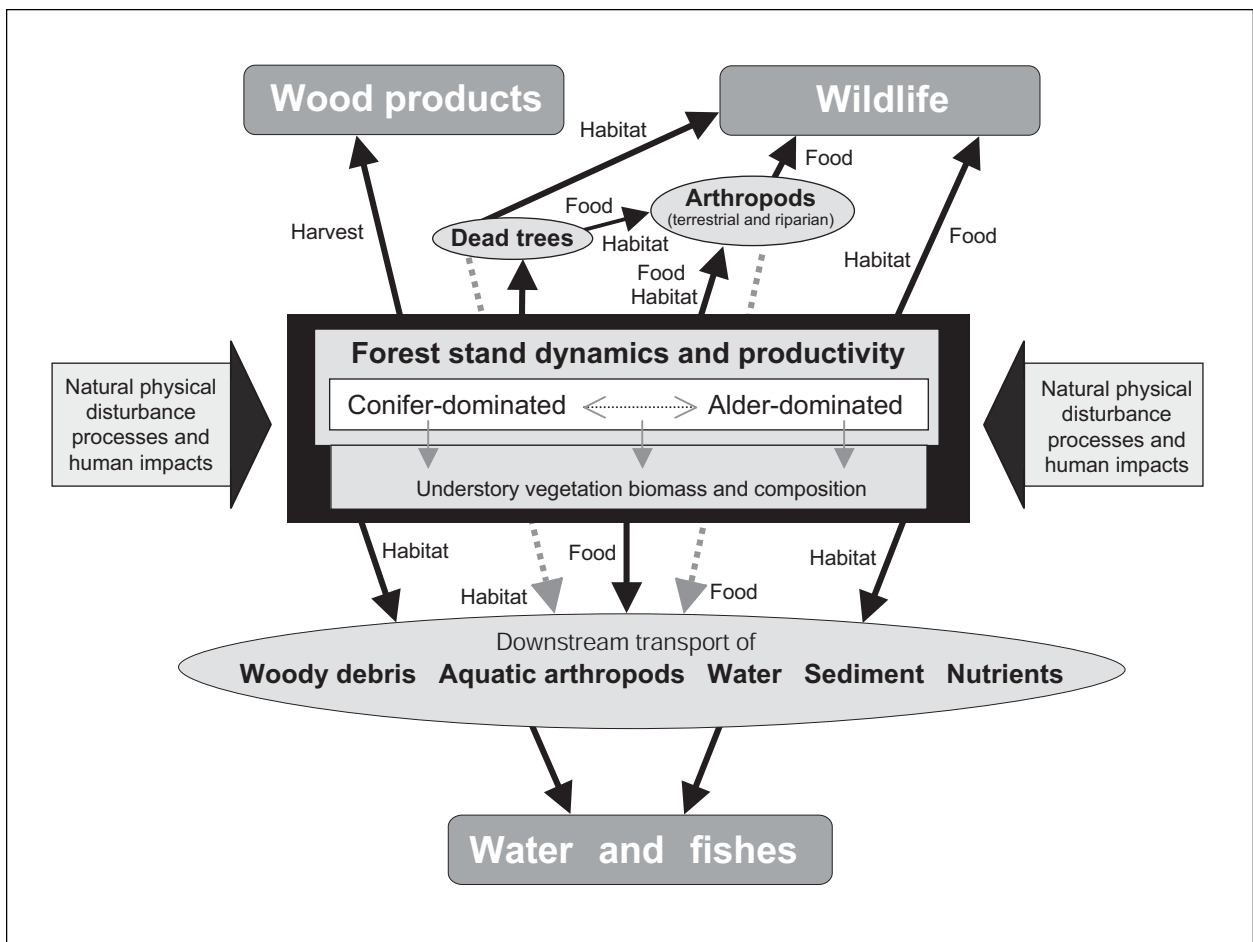 Wood products
Wildlife
Habitat
Food
Arthropods
(terrestrial and riparian)
Food
Dead trees
Habitat
Harvest
Food
Habitat
Habitat
Food
Forest stand dynamics and productivity
Conifer-dominated
Alder-dominated
Understory vegetation biomass and composition
Natural physical
disturbance
processes and
human impacts
Natural physical
disturbance
processes and
human impacts
Habitat
Food
Habitat
Habitat
Food
Downstream transport of
Woody debris Aquatic arthropods Water Sediment Nutrients
Water and fishes